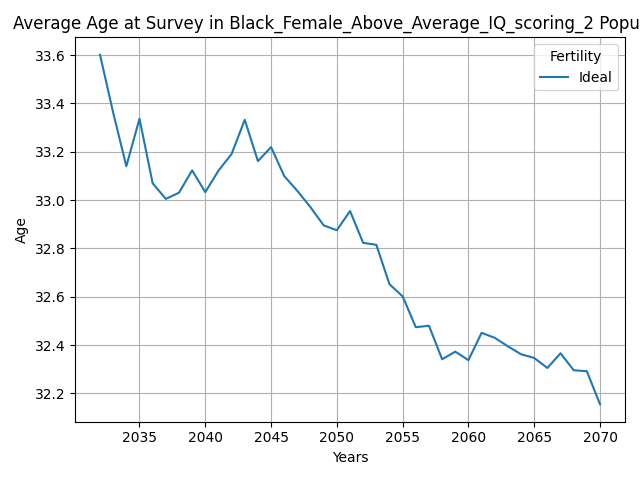 Average Age at Survey in Black_Female_Above_Average_IQ_scoring_2 Popu
Fertility
Ideal
33.6
33.4
33.2
33.0
32.8
32.6
32.4
32.2
Age
2035 2040 2045 2050 2055 2060 2065 2070
Years